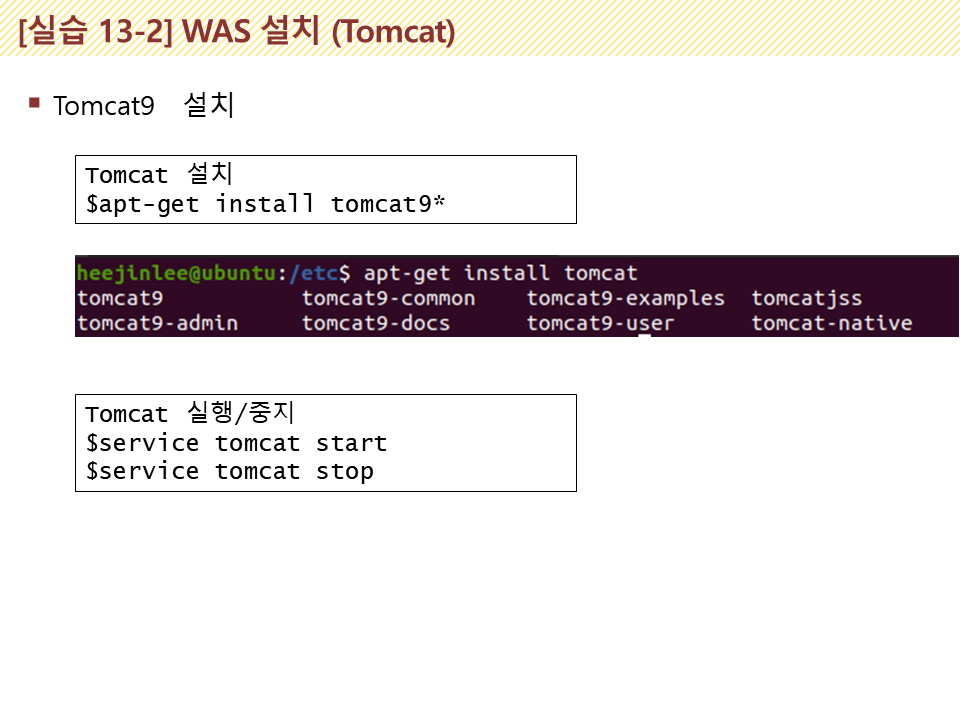 [실습 13-2] WAS 설치 (Tomcat)
Tomcat9 설치
Tomcat 설치
$apt-get install tomcat9*
heejinlee@ubuntu:/etc$ apt-get install tomcat
tomcat9 tomcat9-common tomcat9-examples tomcatjss
tomcat9-admin tomcat9-docs tomcat9-user tomcat-native
Tomcat 실행/중지
$service tomcat start
$service tomcat stop